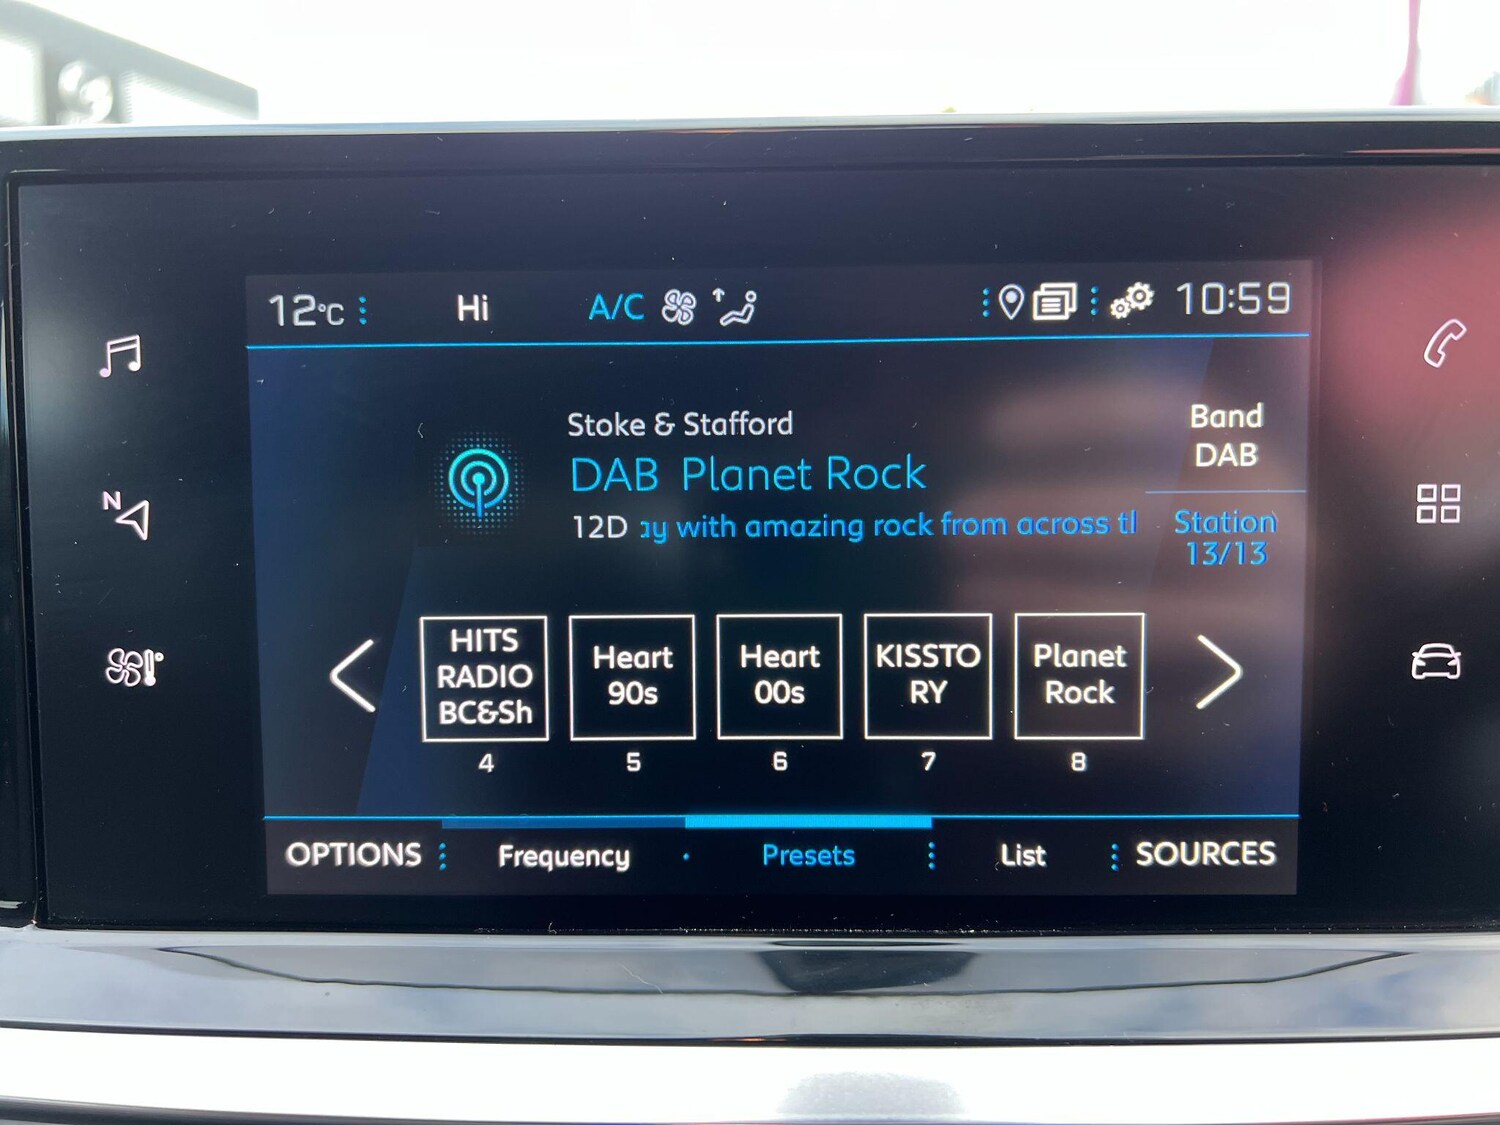 12°C Hi A/C 10:59
N
Stoke & Stafford
DAB Planet Rock
12D ay with amazing rock from across tl
Band
DAB
Station
13/13
HITS
RADIO
BC&Sh
4
Heart
90s
5
Heart
00s
6
KISSTO
RY
7
Planet
Rock
8
OPTIONS Frequency Presets List SOURCES